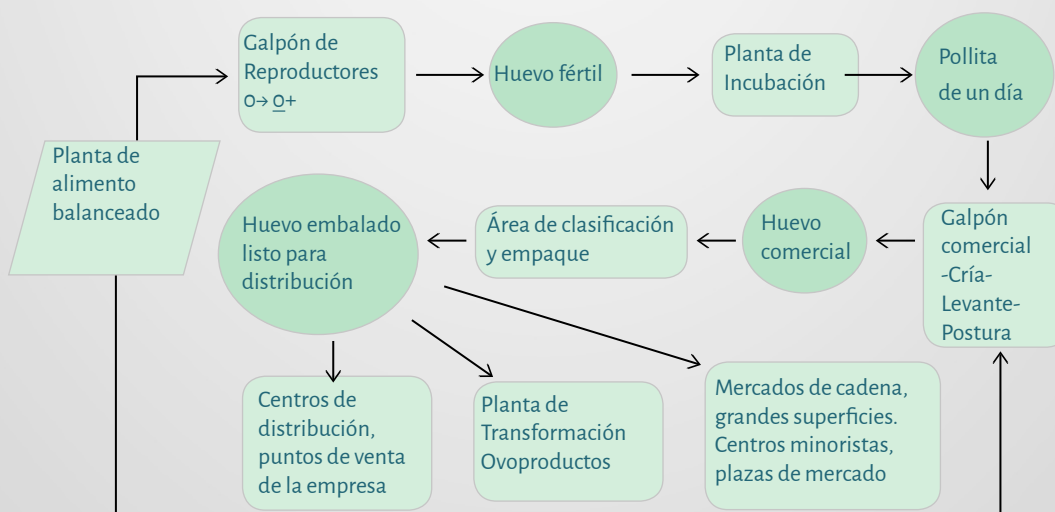 Galpón de
Reproductores
O→ O+
Huevo fértil
Planta de
Incubación
Pollita
de un día
Planta de
alimento
balanceado
Huevo embalado
listo para
distribución
Área de clasificación
y empaque
Huevo
comercial
Galpón
comercial
-Cría-
Levante-
Postura
Centros de
distribución,
puntos de venta
de la empresa
Planta de
Transformación
Ovoproductos
Mercados de cadena,
grandes superficies.
Centros minoristas,
plazas de mercado